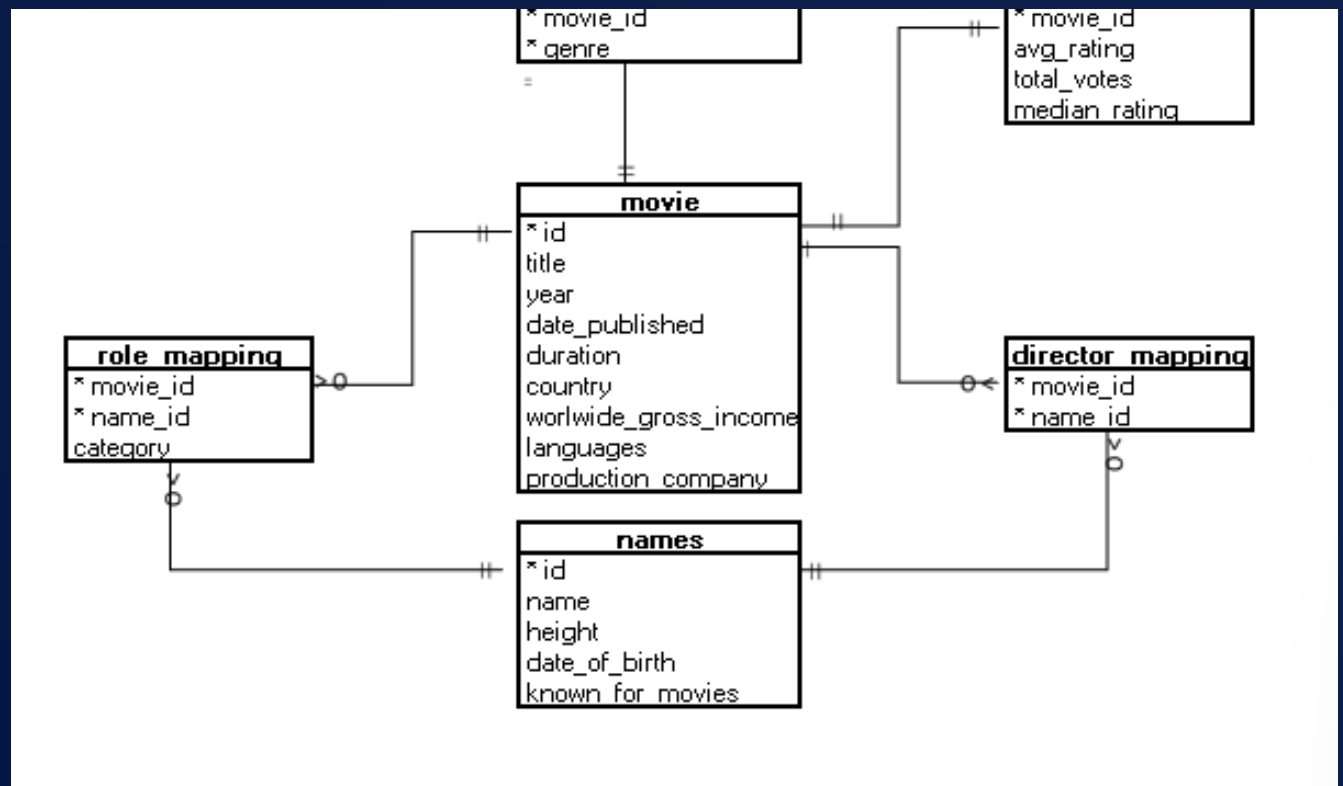 * movie_id
* genre
* movie_id
avg_rating
total_votes
median_rating
movie
* id
title
year
date_published
duration
country
worlwide_gross_income
languages
production_company
role_mapping
* movie_id
* name_id
category
director_mapping
* movie_id
* name_id
names
* id
name
height
date_of_birth
known_for_movies